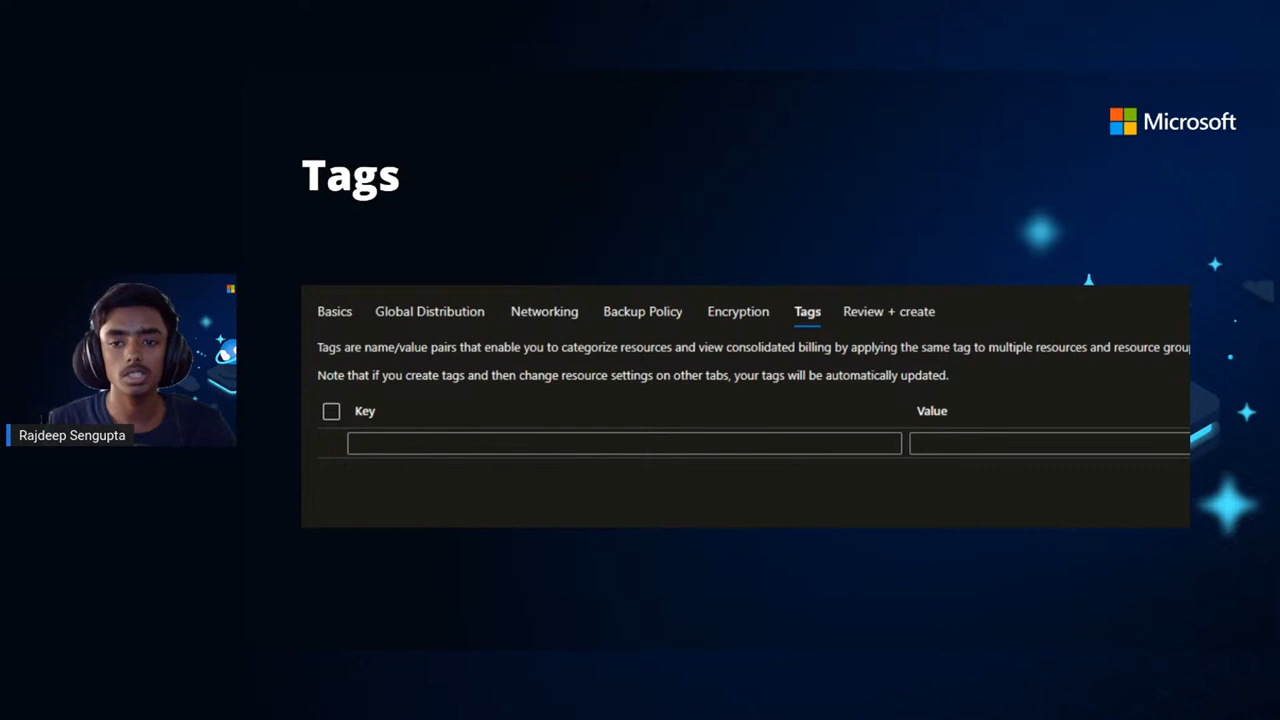 Microsoft
Tags
Basics Global Distribution Networking Backup Policy Encryption Tags Review + create
Tags are name/value pairs that enable you to categorize resources and view consolidated billing by applying the same tag to multiple resources and resource grou
Note that if you create tags and then change resource settings on other tabs, your tags will be automatically updated.
Key Value
Rajdeep Sengupta